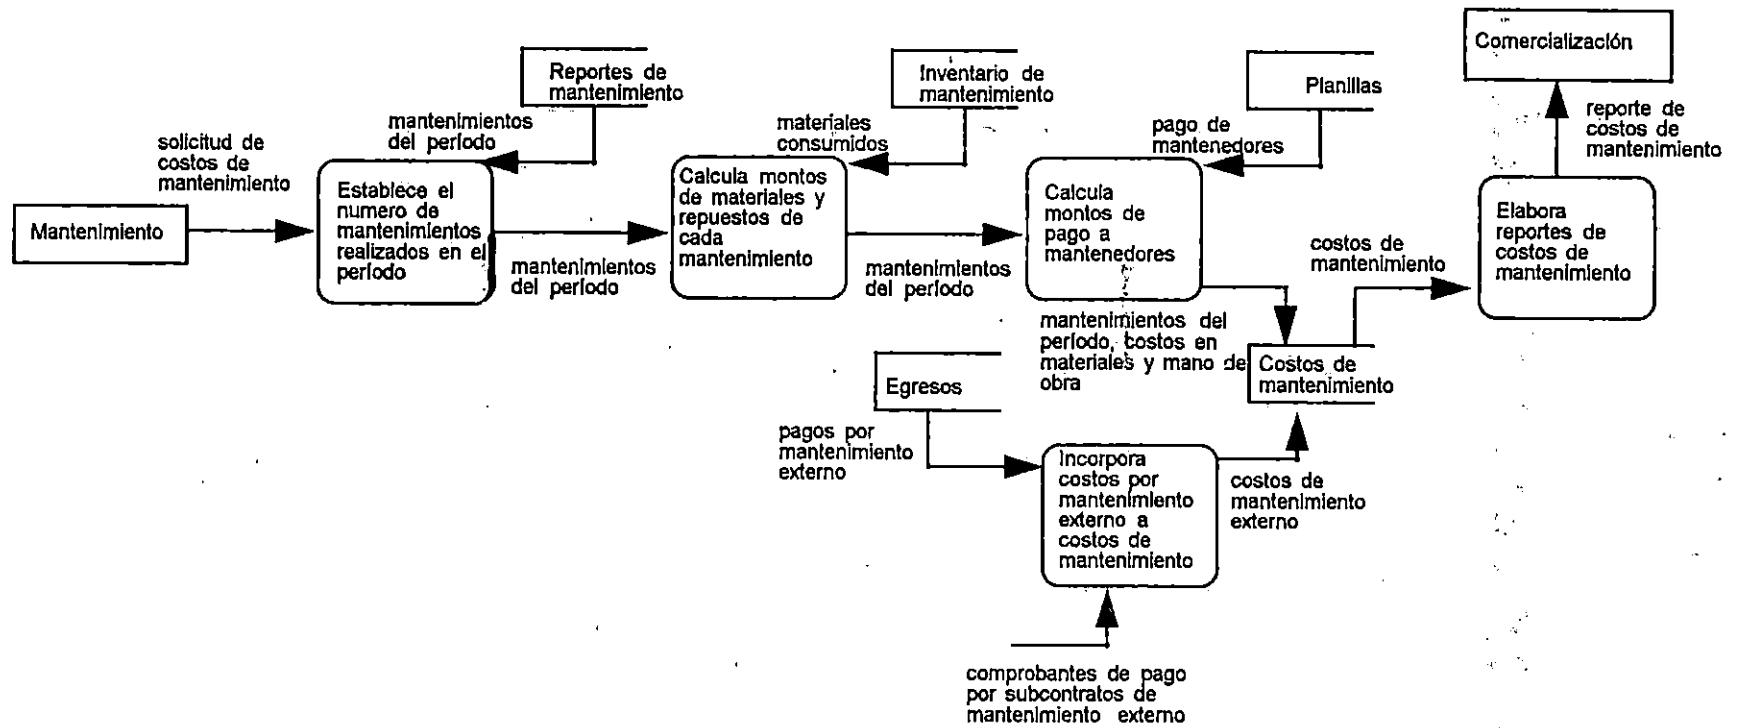 Comercialización
Reportes de
mantenimiento
Inventario de
mantenimiento
Planillas
reporte de
costos de
mantenimiento
solicitud de
costos de
mantenimiento
mantenimientos
del período
materiales
consumidos
pago de
mantenedores
Mantenimiento
Establece el
numero de
mantenimientos
realizados en el
período
Calcula montos
de materiales y
repuestos de
cada
mantenimiento
Calcula
montos de
pago a
mantenedores
Elabora
reportes de
costos de
mantenimiento
mantenimientos
del período
mantenimientos
del período
costos de
mantenimiento
mantenimientos del
período, costos en
materiales y mano de
obra
Costos de
mantenimiento
Egresos
pagos por
mantenimiento
externo
Incorpora
costos por
mantenimiento
externo a
costos de
mantenimiento
costos de
mantenimiento
externo
comprobantes de pago
por subcontratos de
mantenimiento externo